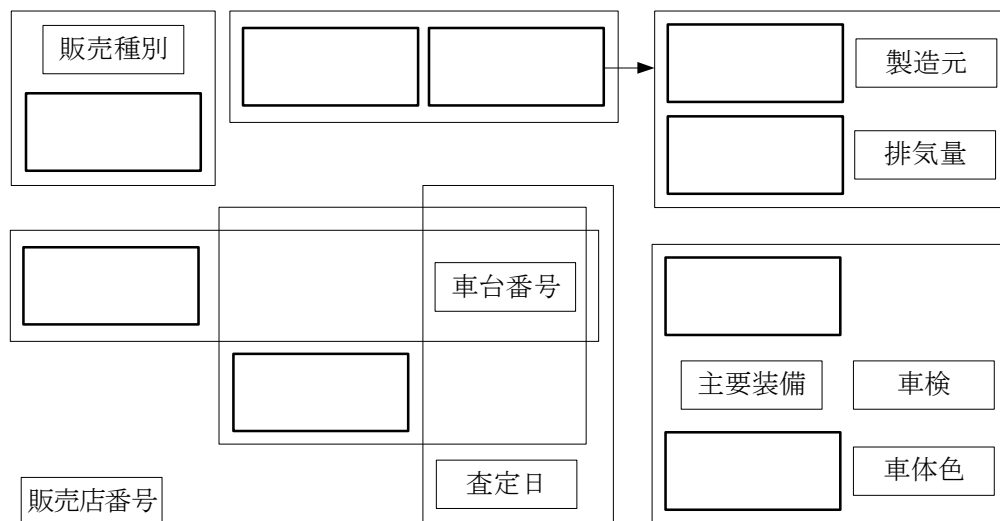 販売種別
製造元
排気量
車台番号
主要装備
車検
車体色
査定日
販売店番号